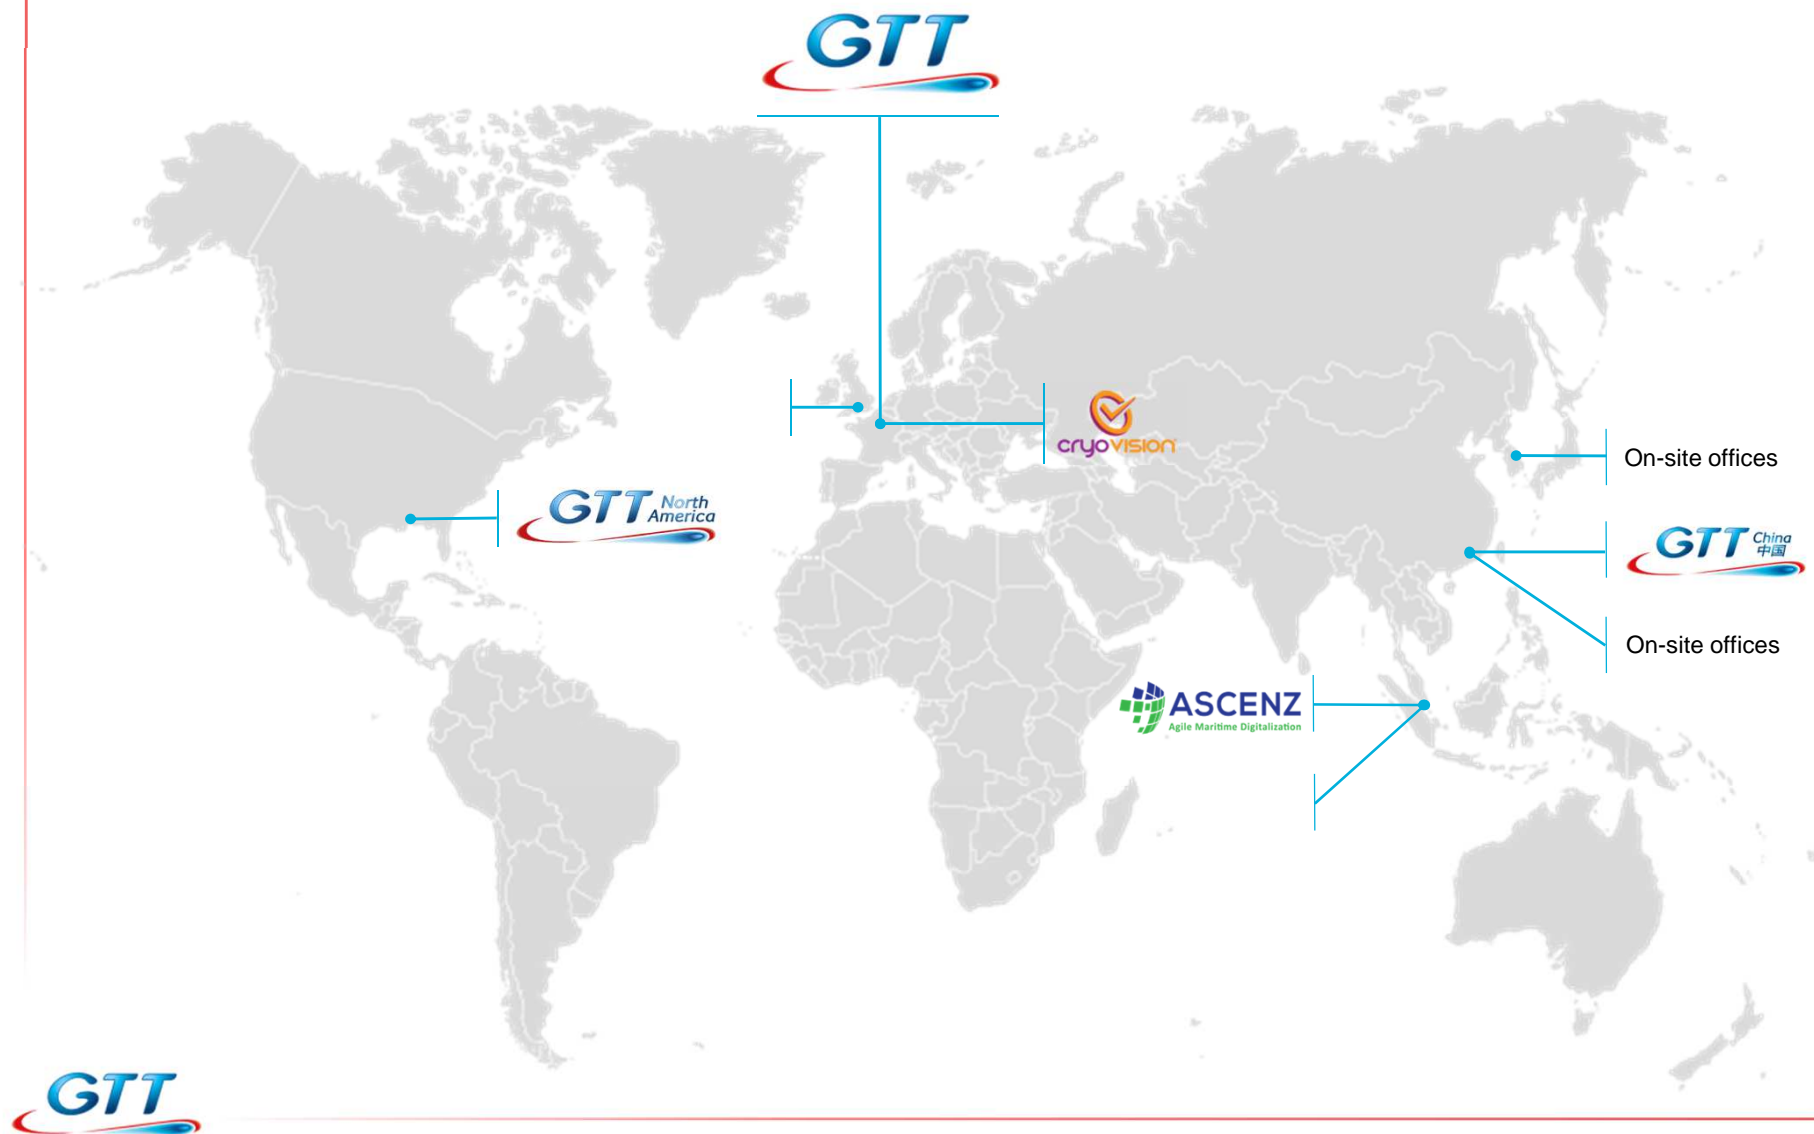 GTT
cryovision
On-site offices
GTT North
America
GTT China
中国
On-site offices
ASCENZ
Agile Maritime Digitalization
GTT